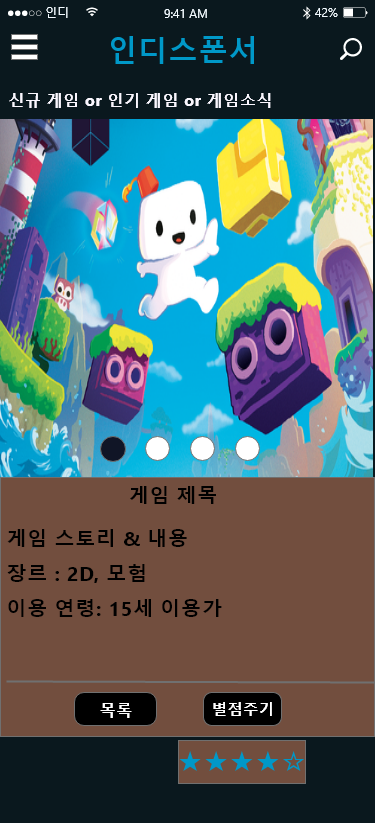 인디 9:41 AM 42%
인디스폰서
신규 게임 or 인기 게임 or 게임소식
게임 제목
게임 스토리 & 내용
장르 : 2D, 모험
이용 연령: 15세 이용가
목록 별점주기
★★★★☆